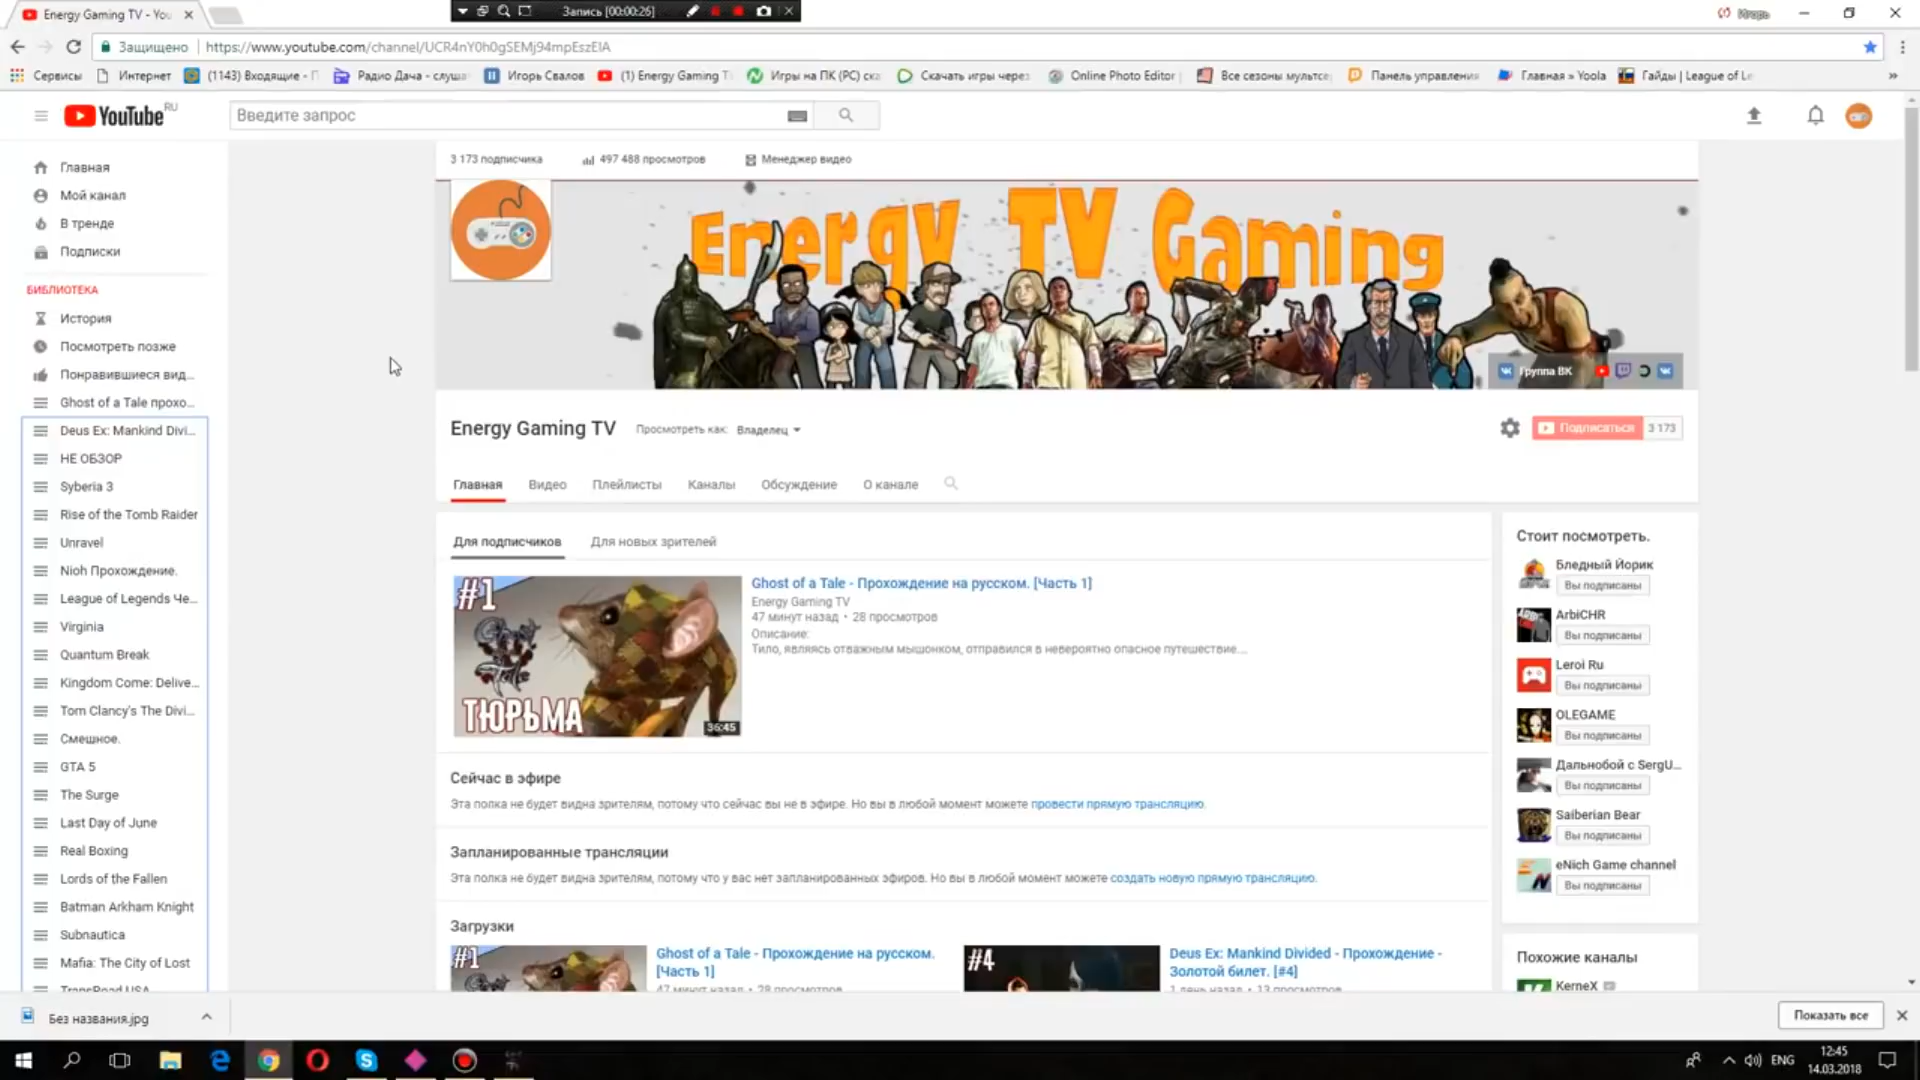 Energy Gaming TV - You
Запись [00:00:26]
Игорь
Защищено
https://www.youtube.com/channel/UCR4nY0h0gSEMj94mpEszEIA
Сервисы
Интернет
(1143) Входящие - П
Радио Дача - слуша
Игорь Свалов
(1) Energy Gaming T
Игры на ПК (PC) ска
Скачать игры через
Online Photo Editor
Все сезоны мультсе
Панель управления
Главная » Yoola
Гайды | League of Le
YouTube RU
Введите запрос
Главная
Мой канал
В тренде
Подписки
БИБЛИОТЕКА
История
Посмотреть позже
Понравившиеся вид...
Ghost of a Tale прохо...
Deus Ex: Mankind Divi...
НЕ ОБЗОР
Syberia 3
Rise of the Tomb Raider
Unravel
Nioh Прохождение.
League of Legends Че...
Virginia
Quantum Break
Kingdom Come: Delive...
Tom Clancy's The Divi...
Смешное.
GTA 5
The Surge
Last Day of June
Real Boxing
Lords of the Fallen
Batman Arkham Knight
Subnautica
Mafia: The City of Lost
TransRoad USA
3 173 подписчика
497 488 просмотров
Менеджер видео
Energy TV Gaming
Группа ВК
Energy Gaming TV
Просмотреть как: Владелец
Подписаться 3 173
Главная
Видео
Плейлисты
Каналы
Обсуждение
О канале
Для подписчиков
Для новых зрителей
#1
ТЮРЬМА
36:45
Ghost of a Tale - Прохождение на русском. [Часть 1]
Energy Gaming TV
47 минут назад • 28 просмотров
Описание:
Тило, являясь отважным мышонком, отправился в невероятно опасное путешествие....
Сейчас в эфире
Эта полка не будет видна зрителям, потому что сейчас вы не в эфире. Но вы в любой момент можете провести прямую трансляцию.
Запланированные трансляции
Эта полка не будет видна зрителям, потому что у вас нет запланированных эфиров. Но вы в любой момент можете создать новую прямую трансляцию.
Загрузки
#1
Ghost of a Tale - Прохождение на русском.
[Часть 1]
47 минут назад • 28 просмотров
#4
Deus Ex: Mankind Divided - Прохождение -
Золотой билет. [#4]
1 день назад • 13 просмотров
Стоит посмотреть.
Бледный Йорик
Вы подписаны
ArbiCHR
Вы подписаны
Leroi Ru
Вы подписаны
OLEGAME
Вы подписаны
Дальнобой с SergU...
Вы подписаны
Saiberian Bear
Вы подписаны
eNich Game channel
Вы подписаны
Похожие каналы
KerneX
Без названия.jpg
Показать все
ENG
12:45
14.03.2018